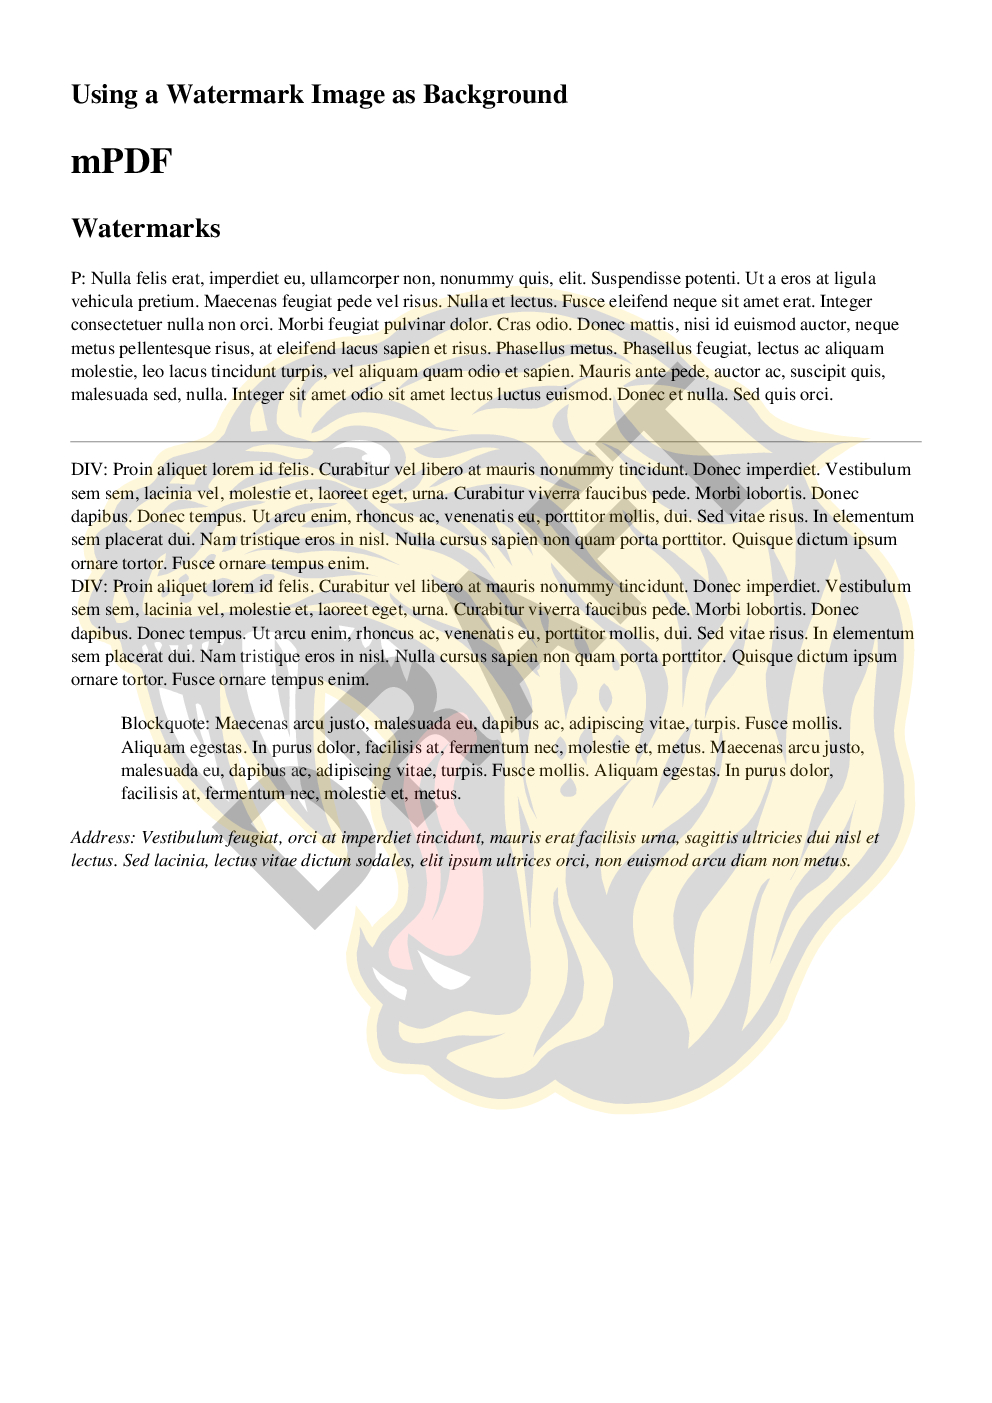 Using a Watermark Image as Background
mPDF
Watermarks
P: Nulla felis erat, imperdiet eu, ullamcorper non, nonummy quis, elit. Suspendisse potenti. Ut a eros at ligula
vehicula pretium. Maecenas feugiat pede vel risus. Nulla et lectus. Fusce eleifend neque sit amet erat. Integer
consectetuer nulla non orci. Morbi feugiat pulvinar dolor. Cras odio. Donec mattis, nisi id euismod auctor, neque
metus pellentesque risus, at eleifend lacus sapien et risus. Phasellus metus. Phasellus feugiat, lectus ac aliquam
molestie, leo lacus tincidunt turpis, vel aliquam quam odio et sapien. Mauris ante pede, auctor ac, suscipit quis,
malesuada sed, nulla. Integer sit amet odio sit amet lectus luctus euismod. Donec et nulla. Sed quis orci.
DIV: Proin aliquet lorem id felis. Curabitur vel libero at mauris nonummy tincidunt. Donec imperdiet. Vestibulum
sem sem, lacinia vel, molestie et, laoreet eget, urna. Curabitur viverra faucibus pede. Morbi lobortis. Donec
dapibus. Donec tempus. Ut arcu enim, rhoncus ac, venenatis eu, porttitor mollis, dui. Sed vitae risus. In elementum
sem placerat dui. Nam tristique eros in nisl. Nulla cursus sapien non quam porta porttitor. Quisque dictum ipsum
ornare tortor. Fusce ornare tempus enim.
DIV: Proin aliquet lorem id felis. Curabitur vel libero at mauris nonummy tincidunt. Donec imperdiet. Vestibulum
sem sem, lacinia vel, molestie et, laoreet eget, urna. Curabitur viverra faucibus pede. Morbi lobortis. Donec
dapibus. Donec tempus. Ut arcu enim, rhoncus ac, venenatis eu, porttitor mollis, dui. Sed vitae risus. In elementum
sem placerat dui. Nam tristique eros in nisl. Nulla cursus sapien non quam porta porttitor. Quisque dictum ipsum
ornare tortor. Fusce ornare tempus enim.
Blockquote: Maecenas arcu justo, malesuada eu, dapibus ac, adipiscing vitae, turpis. Fusce mollis.
Aliquam egestas. In purus dolor, facilisis at, fermentum nec, molestie et, metus. Maecenas arcu justo,
malesuada eu, dapibus ac, adipiscing vitae, turpis. Fusce mollis. Aliquam egestas. In purus dolor,
facilisis at, fermentum nec, molestie et, metus.
Address: Vestibulum feugiat, orci at imperdiet tincidunt, mauris erat facilisis urna, sagittis ultricies dui nisl et
lectus. Sed lacinia, lectus vitae dictum sodales, elit ipsum ultrices orci, non euismod arcu diam non metus.
DRAFT